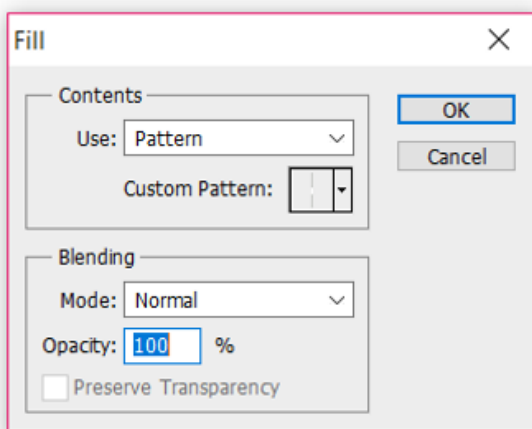 Fill
Contents
Use: Pattern
Custom Pattern:
OK
Cancel
Blending
Mode: Normal
Opacity: 100 %
Preserve Transparency